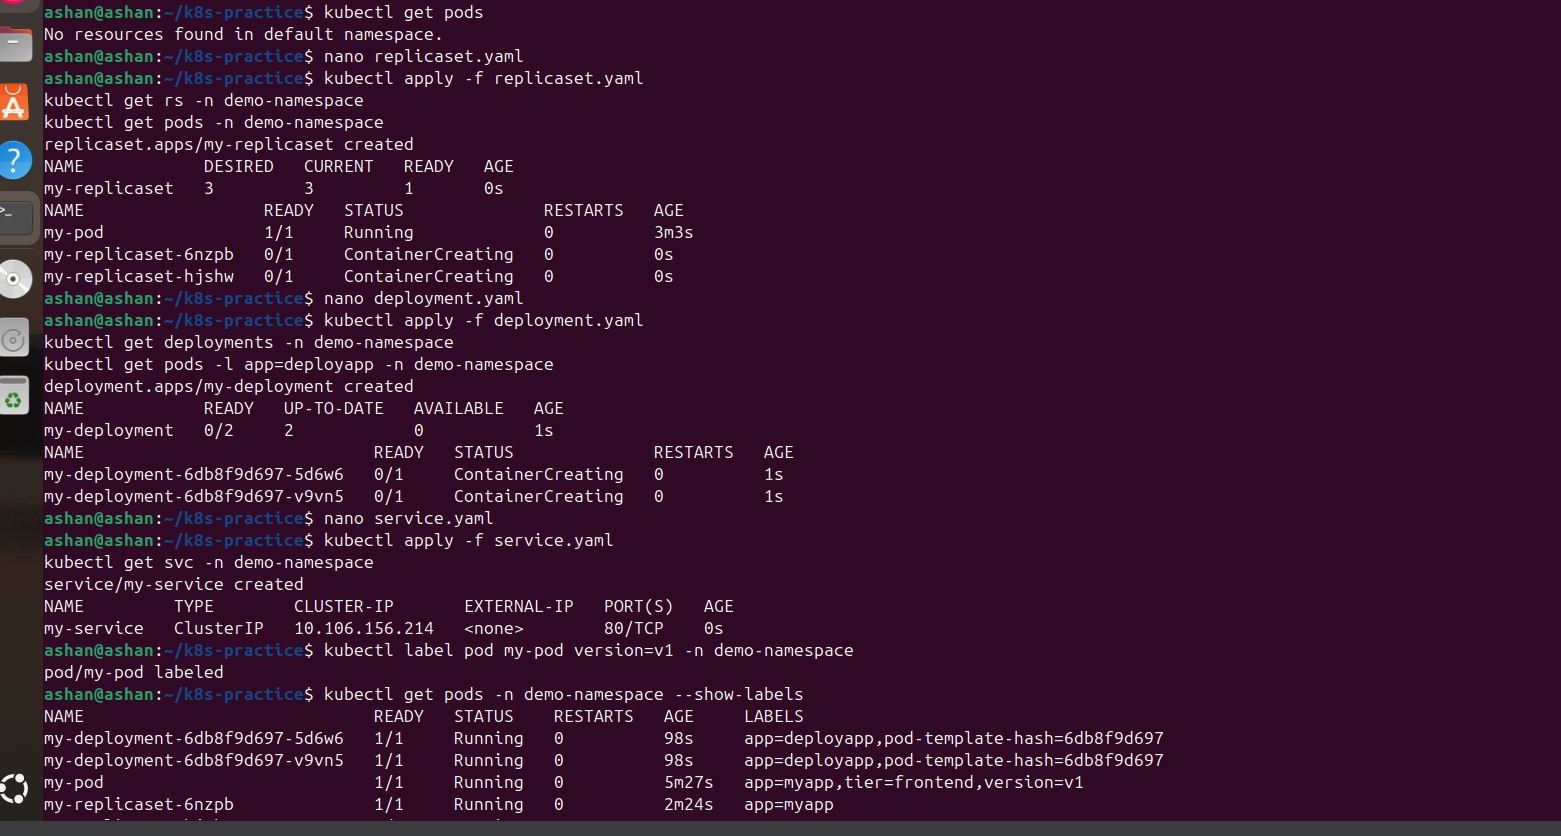 ashan@ashan:~/k8s-practice$ kubectl get pods
No resources found in default namespace.
ashan@ashan:~/k8s-practice$ nano replicaset.yaml
ashan@ashan:~/k8s-practice$ kubectl apply -f replicaset.yaml
kubectl get rs -n demo-namespace
kubectl get pods -n demo-namespace
replicaset.apps/my-replicaset created
NAME            DESIRED   CURRENT   READY   AGE
my-replicaset   3         3         1       0s
NAME                  READY   STATUS              RESTARTS   AGE
my-pod                1/1     Running             0          3m3s
my-replicaset-6nzpb   0/1     ContainerCreating   0          0s
my-replicaset-hjshw   0/1     ContainerCreating   0          0s
ashan@ashan:~/k8s-practice$ nano deployment.yaml
ashan@ashan:~/k8s-practice$ kubectl apply -f deployment.yaml
kubectl get deployments -n demo-namespace
kubectl get pods -l app=deployapp -n demo-namespace
deployment.apps/my-deployment created
NAME            READY   UP-TO-DATE   AVAILABLE   AGE
my-deployment   0/2     2            0           1s
NAME                             READY   STATUS              RESTARTS   AGE
my-deployment-6db8f9d697-5d6w6   0/1     ContainerCreating   0          1s
my-deployment-6db8f9d697-v9vn5   0/1     ContainerCreating   0          1s
ashan@ashan:~/k8s-practice$ nano service.yaml
ashan@ashan:~/k8s-practice$ kubectl apply -f service.yaml
kubectl get svc -n demo-namespace
service/my-service created
NAME         TYPE        CLUSTER-IP       EXTERNAL-IP   PORT(S)   AGE
my-service   ClusterIP   10.106.156.214   <none>        80/TCP    0s
ashan@ashan:~/k8s-practice$ kubectl label pod my-pod version=v1 -n demo-namespace
pod/my-pod labeled
ashan@ashan:~/k8s-practice$ kubectl get pods -n demo-namespace --show-labels
NAME                             READY   STATUS    RESTARTS   AGE     LABELS
my-deployment-6db8f9d697-5d6w6   1/1     Running   0          98s     app=deployapp,pod-template-hash=6db8f9d697
my-deployment-6db8f9d697-v9vn5   1/1     Running   0          98s     app=deployapp,pod-template-hash=6db8f9d697
my-pod                           1/1     Running   0          5m27s   app=myapp,tier=frontend,version=v1
my-replicaset-6nzpb              1/1     Running   0          2m24s   app=myapp